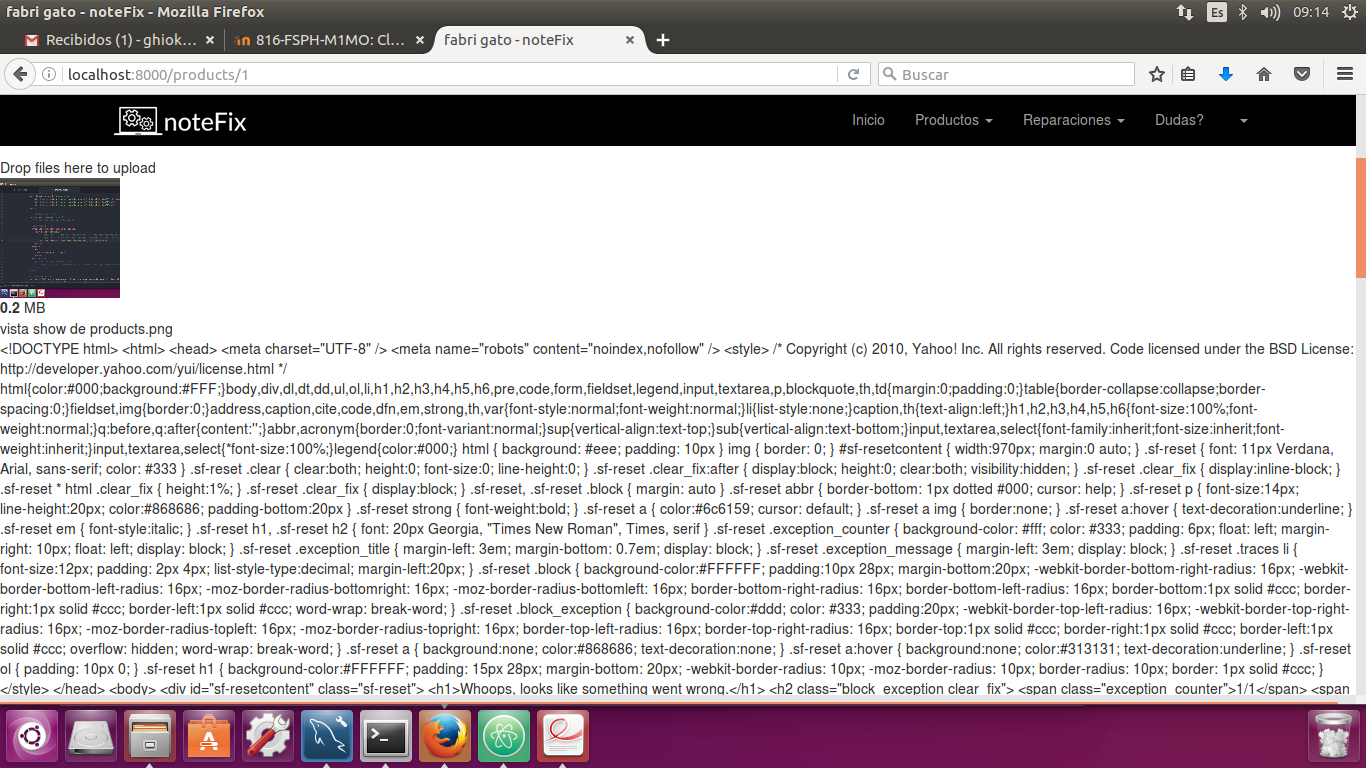 fabri gato - noteFix - Mozilla Firefox
Es
09:14
Recibidos (1) - ghiok... ×
816-FSPH-M1MO: Cl... ×
fabri gato - noteFix ×
localhost:8000/products/1
Buscar
noteFix
Inicio
Productos
Reparaciones
Dudas?
Drop files here to upload
0.2 MB
vista show de products.png
<!DOCTYPE html> <html> <head> <meta charset="UTF-8" /> <meta name="robots" content="noindex,nofollow" /> <style> /* Copyright (c) 2010, Yahoo! Inc. All rights reserved. Code licensed under the BSD License:
http://developer.yahoo.com/yui/license.html */
html{color:#000;background:#FFF;}body,div,dl,dt,dd,ul,ol,li,h1,h2,h3,h4,h5,h6,pre,code,form,fieldset,legend,input,textarea,p,blockquote,th,td{margin:0;padding:0;}table{border-collapse:collapse;border-
spacing:0;}fieldset,img{border:0;}address,caption,cite,code,dfn,em,strong,th,var{font-style:normal;font-weight:normal;}li{list-style:none;}caption,th{text-align:left;}h1,h2,h3,h4,h5,h6{font-size:100%;font-
weight:normal;}q:before,q:after{content:'';}abbr,acronym{border:0;font-variant:normal;}sup{vertical-align:text-top;}sub{vertical-align:text-bottom;}input,textarea,select{font-family:inherit;font-size:inherit;font-
weight:inherit;}input,textarea,select{*font-size:100%;}legend{color:#000;} html { background: #eee; padding: 10px } img { border: 0; } #sf-resetcontent { width:970px; margin:0 auto; } .sf-reset { font: 11px Verdana,
Arial, sans-serif; color: #333 } .sf-reset .clear { clear:both; height:0; font-size:0; line-height:0; } .sf-reset .clear_fix:after { display:block; height:0; clear:both; visibility:hidden; } .sf-reset .clear_fix { display:inline-block; }
.sf-reset * html .clear_fix { height:1%; } .sf-reset .clear_fix { display:block; } .sf-reset, .sf-reset .block { margin: auto } .sf-reset abbr { border-bottom: 1px dotted #000; cursor: help; } .sf-reset p { font-size:14px;
line-height:20px; color:#868686; padding-bottom:20px } .sf-reset strong { font-weight:bold; } .sf-reset a { color:#6c6159; cursor: default; } .sf-reset a img { border:none; } .sf-reset a:hover { text-decoration:underline; }
.sf-reset em { font-style:italic; } .sf-reset h1, .sf-reset h2 { font: 20px Georgia, "Times New Roman", Times, serif } .sf-reset .exception_counter { background-color: #fff; color: #333; padding: 6px; float: left; margin-
right: 10px; float: left; display: block; } .sf-reset .exception_title { margin-left: 3em; margin-bottom: 0.7em; display: block; } .sf-reset .exception_message { margin-left: 3em; display: block; } .sf-reset .traces li {
font-size:12px; padding: 2px 4px; list-style-type:decimal; margin-left:20px; } .sf-reset .block { background-color:#FFFFFF; padding:10px 28px; margin-bottom:20px; -webkit-border-bottom-right-radius: 16px; -webkit-
border-bottom-left-radius: 16px; -moz-border-radius-bottomright: 16px; -moz-border-radius-bottomleft: 16px; border-bottom-right-radius: 16px; border-bottom-left-radius: 16px; border-bottom:1px solid #ccc; border-
right:1px solid #ccc; border-left:1px solid #ccc; word-wrap: break-word; } .sf-reset .block_exception { background-color:#ddd; color: #333; padding:20px; -webkit-border-top-left-radius: 16px; -webkit-border-top-right-
radius: 16px; -moz-border-radius-topleft: 16px; -moz-border-radius-topright: 16px; border-top-left-radius: 16px; border-top-right-radius: 16px; border-top:1px solid #ccc; border-right:1px solid #ccc; border-left:1px
solid #ccc; overflow: hidden; word-wrap: break-word; } .sf-reset a { background:none; color:#868686; text-decoration:none; } .sf-reset a:hover { background:none; color:#313131; text-decoration:underline; } .sf-reset
ol { padding: 10px 0; } .sf-reset h1 { background-color:#FFFFFF; padding: 15px 28px; margin-bottom: 20px; -webkit-border-radius: 10px; -moz-border-radius: 10px; border-radius: 10px; border: 1px solid #ccc; }
</style> </head> <body> <div id="sf-resetcontent" class="sf-reset"> <h1>Whoops, looks like something went wrong.</h1> <h2 class="block_exception clear_fix"> <span class="exception_counter">1/1</span> <span